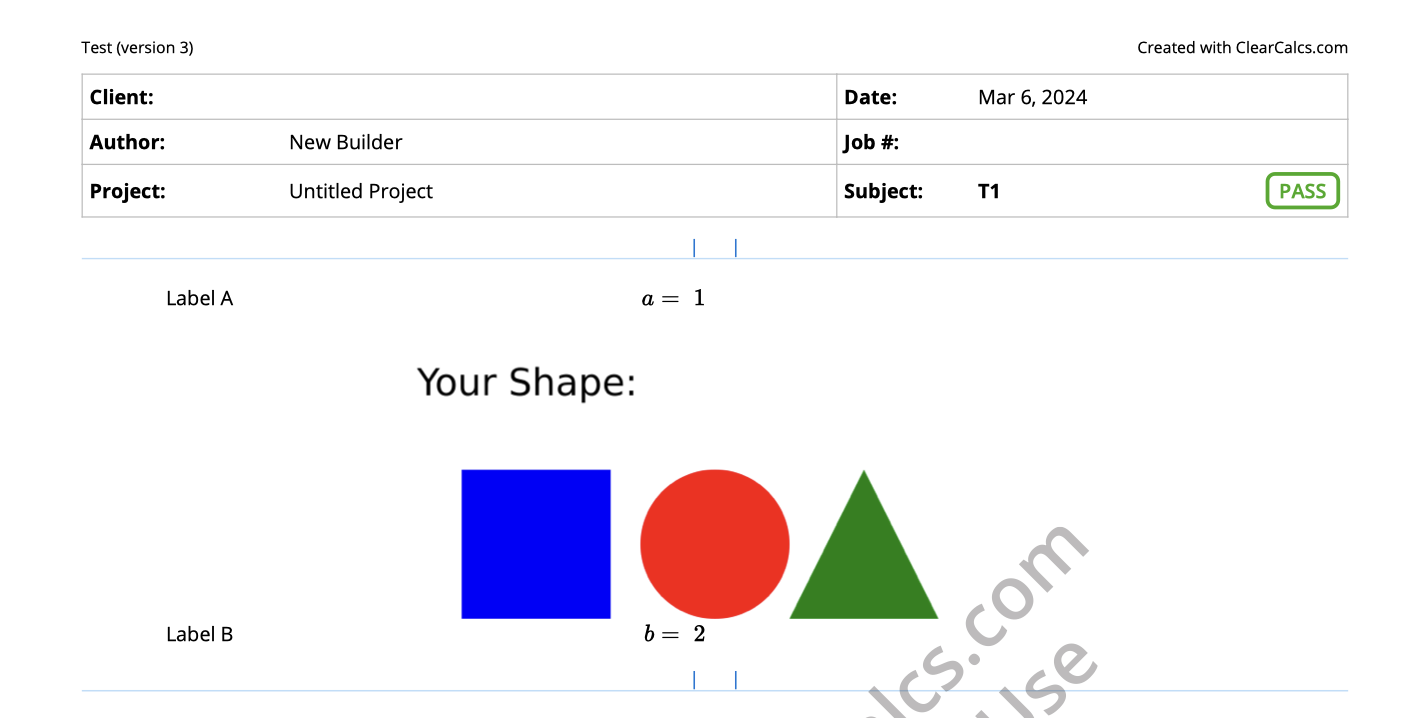 Test (version 3) Created with ClearCalcs.com
Client: Date: Mar 6, 2024
Author: New Builder Job #:
Project: Untitled Project Subject: T1 PASS
Label A a = 1
Your Shape:
Label B b = 2
lcs.com
Use